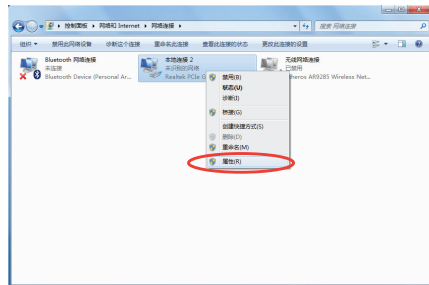 控制面板 ▸ 网络和 Internet ▸ 网络连接 ▸
搜索 网络连接
组织 ▾ 禁用此网络设备 诊断这个连接 重命名此连接 查看此连接的状态 更改此连接的设置
Bluetooth 网络连接
未连接
Bluetooth Device (Personal Ar...
本地连接 2
未识别的网络
Realtek PCIe G
无线网络连接
已禁用
heros AR9285 Wireless Net...
禁用(B)
状态(U)
诊断(I)
桥接(G)
创建快捷方式(S)
删除(D)
重命名(M)
属性(R)